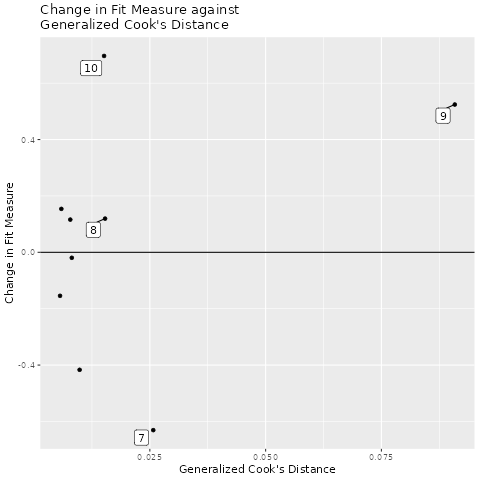 Change in Fit Measure against
Generalized Cook's Distance
10
9
0.4
8
0.0
-0.4
7
0.025
0.050
0.075
Generalized Cook's Distance
Change in Fit Measure